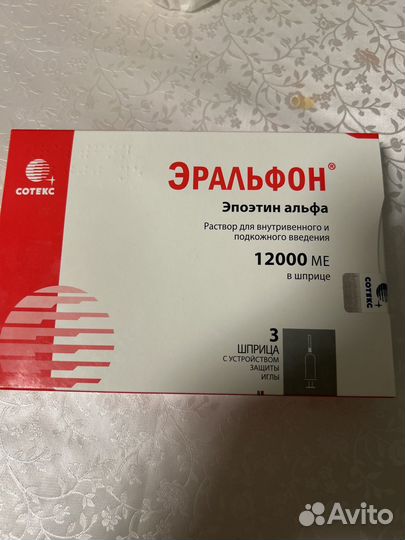 СОТЕКС
ЭРАЛЬФОН®
Эпоэтин альфа
Раствор для внутривенного и
подкожного введения
12000 МЕ
в шприце
СОТЕКС
3
ШПРИЦА
С УСТРОЙСТВОМ
ЗАЩИТЫ
ИГЛЫ
Avito